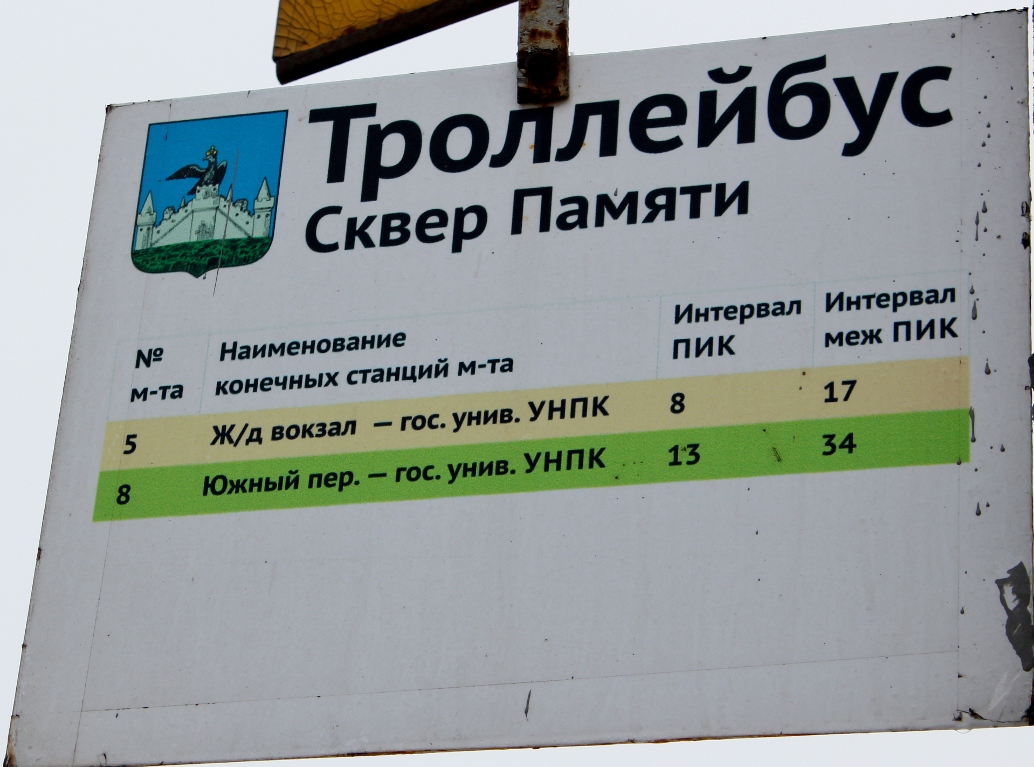 Троллейбус
Сквер Памяти
№ м-та
Наименование конечных станций м-та
Интервал ПИК
Интервал меж ПИК
5 Ж/д вокзал — гос. унив. УНПК 8 17
8 Южный пер. — гос. унив. УНПК 13 34